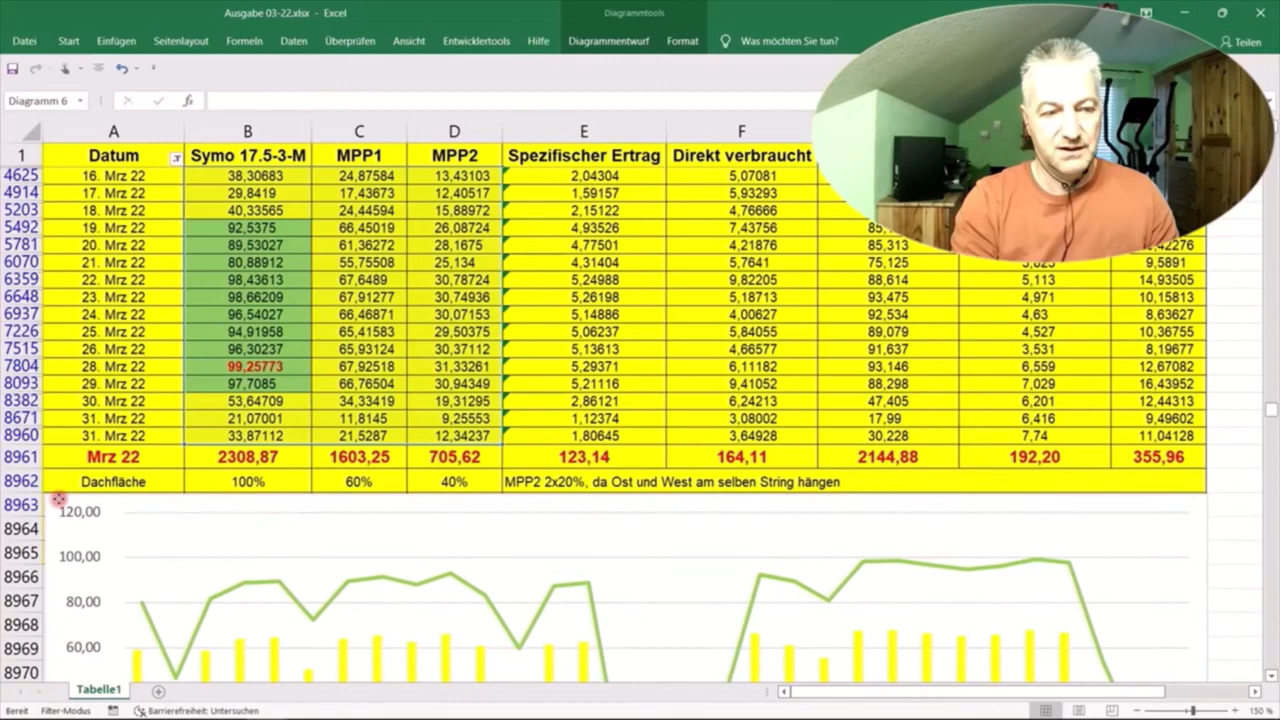 Ausgabe 03-22.xlsx - Excel
Diagrammtools
Datei Start Einfügen Seitenlayout Formeln Daten Überprüfen Ansicht Entwicklertools Hilfe Diagrammentwurf Format Was möchten Sie tun? Teilen
Diagramm 6 fx
A B C D E F
1 Datum Symo 17.5-3-M MPP1 MPP2 Spezifischer Ertrag Direkt verbraucht
4625 16. Mrz 22 38,30683 24,87584 13,43103 2,04304 5,07081
4914 17. Mrz 22 29,8419 17,43673 12,40517 1,59157 5,93293
5203 18. Mrz 22 40,33565 24,44594 15,88972 2,15122 4,76666
5492 19. Mrz 22 92,5375 66,45019 26,08724 4,93526 7,43756
5781 20. Mrz 22 89,53027 61,36272 28,1675 4,77501 4,21876 85,313
6070 21. Mrz 22 80,88912 55,75508 25,134 4,31404 5,7641 75,125 9,5891
6359 22. Mrz 22 98,43613 67,6489 30,78724 5,24988 9,82205 88,614 5,113 14,93505
6648 23. Mrz 22 98,66209 67,91277 30,74936 5,26198 5,18713 93,475 4,971 10,15813
6937 24. Mrz 22 96,54027 66,46871 30,07153 5,14886 4,00627 92,534 4,63 8,63627
7226 25. Mrz 22 94,91958 65,41583 29,50375 5,06237 5,84055 89,079 4,527 10,36755
7515 26. Mrz 22 96,30237 65,93124 30,37112 5,13613 4,66577 91,637 3,531 8,19677
7804 28. Mrz 22 99,25773 67,92518 31,33261 5,29371 6,11182 93,146 6,559 12,67082
8093 29. Mrz 22 97,7085 66,76504 30,94349 5,21116 9,41052 88,298 7,029 16,43952
8382 30. Mrz 22 53,64709 34,33419 19,31295 2,86121 6,24213 47,405 6,201 12,44313
8671 31. Mrz 22 21,07001 11,8145 9,25553 1,12374 3,08002 17,99 6,416 9,49602
8960 31. Mrz 22 33,87112 21,5287 12,34237 1,80645 3,64928 30,228 7,74 11,04128
8961 Mrz 22 2308,87 1603,25 705,62 123,14 164,11 2144,88 192,20 355,96
8962 Dachfläche 100% 60% 40% MPP2 2x20%, da Ost und West am selben String hängen
8963 120,00
8964
8965 100,00
8966
8967 80,00
8968
8969 60,00
8970
Tabelle1
Bereit Filter-Modus Barrierefreiheit: Untersuchen 150 %